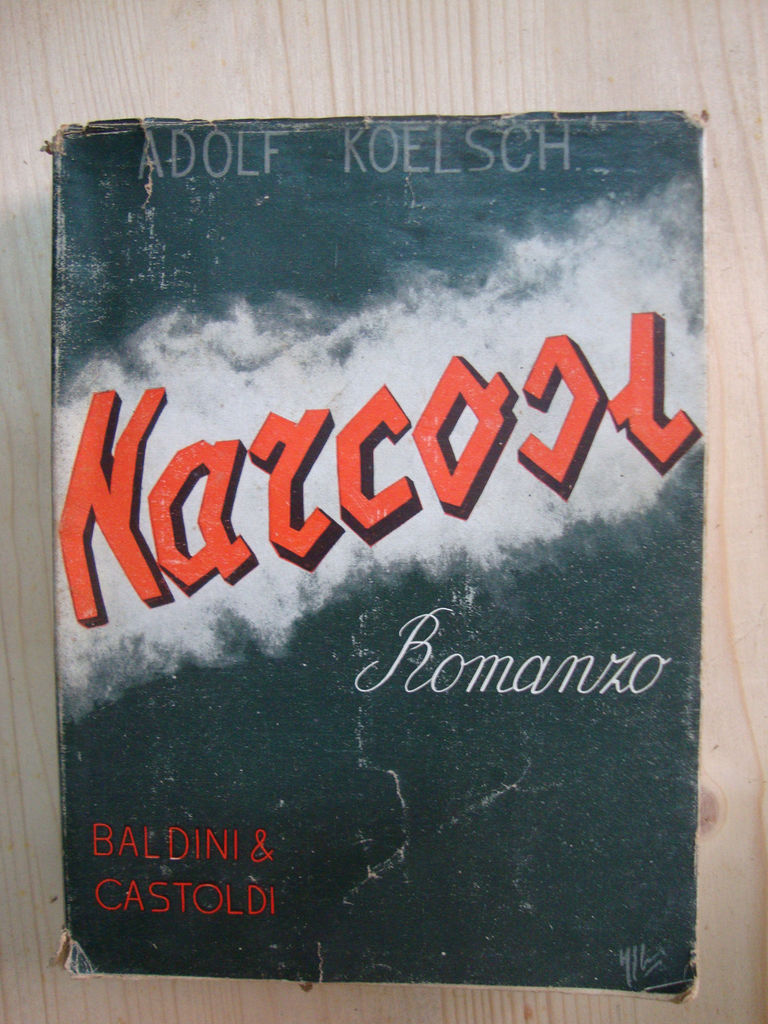 ADOLF KOELSCH
Narcosi
Romanzo
BALDINI &
CASTOLDI